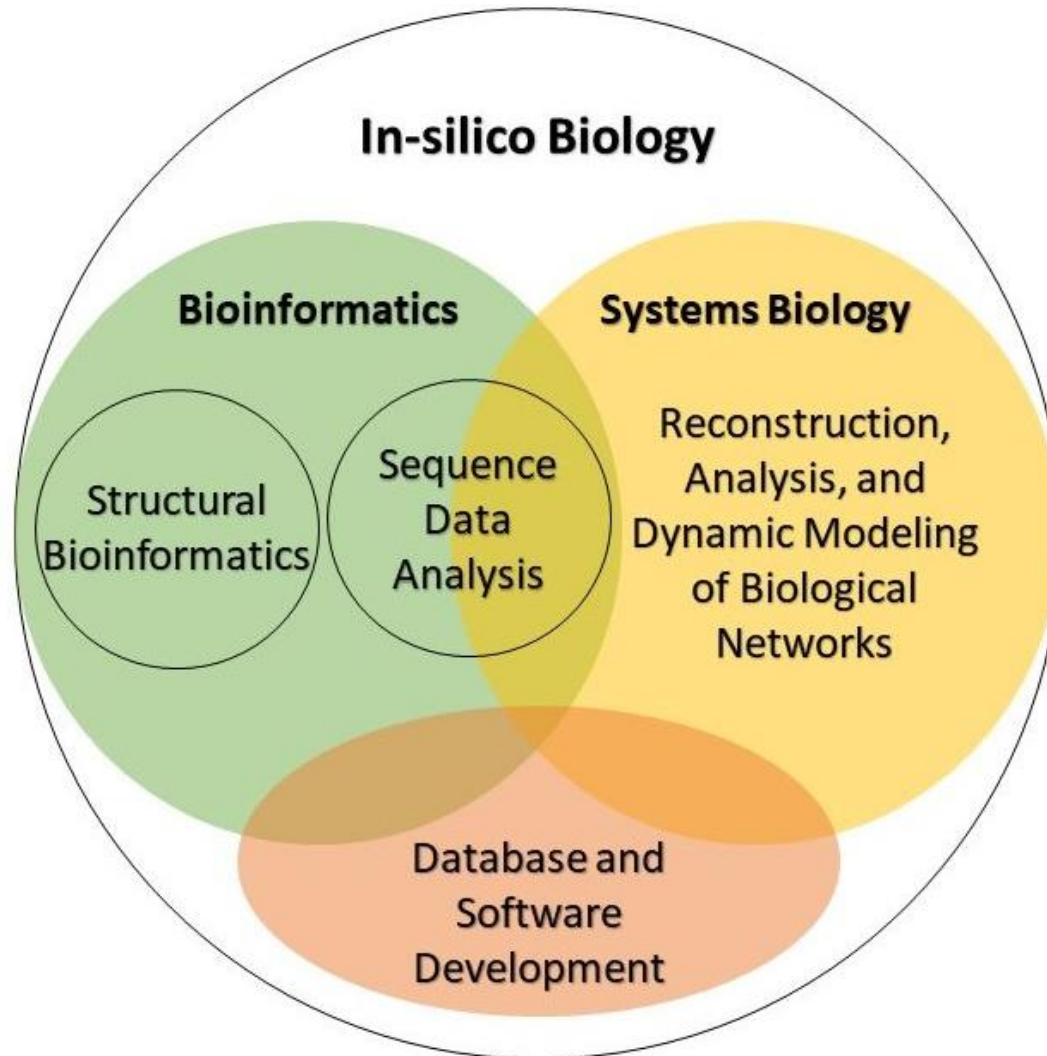 In-silico Biology
Bioinformatics
Structural
Bioinformatics
Sequence
Data
Analysis
Systems Biology
Reconstruction,
Analysis, and
Dynamic Modeling
of Biological
Networks
Database and
Software
Development